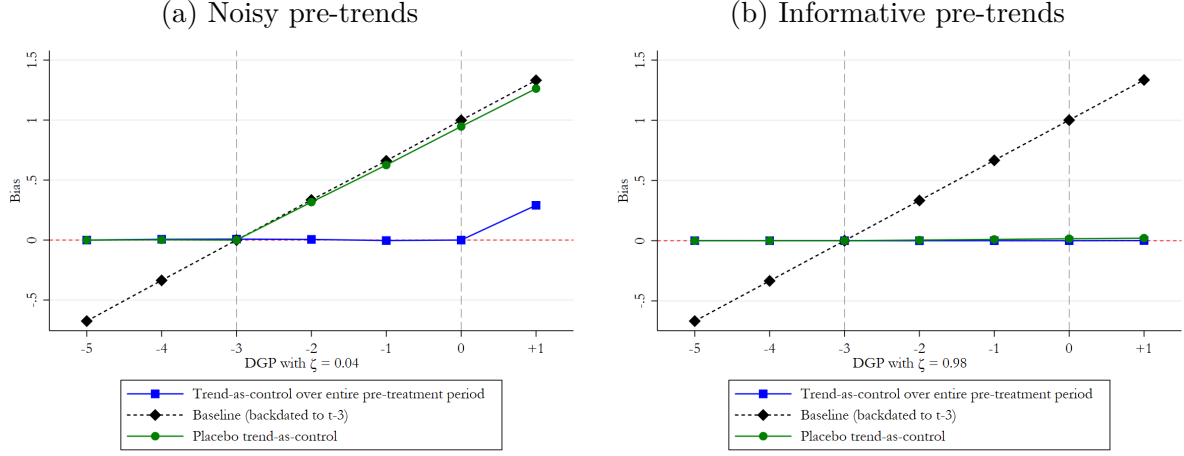 (a) Noisy pre-trends
1.5
1
.5
0
-.5
Bias
-5 -4 -3 -2 -1 0 +1
DGP with ζ = 0.04
Trend-as-control over entire pre-treatment period
Baseline (backdated to t-3)
Placebo trend-as-control
(b) Informative pre-trends
1.5
1
.5
0
-.5
Bias
-5 -4 -3 -2 -1 0 +1
DGP with ζ = 0.98
Trend-as-control over entire pre-treatment period
Baseline (backdated to t-3)
Placebo trend-as-control